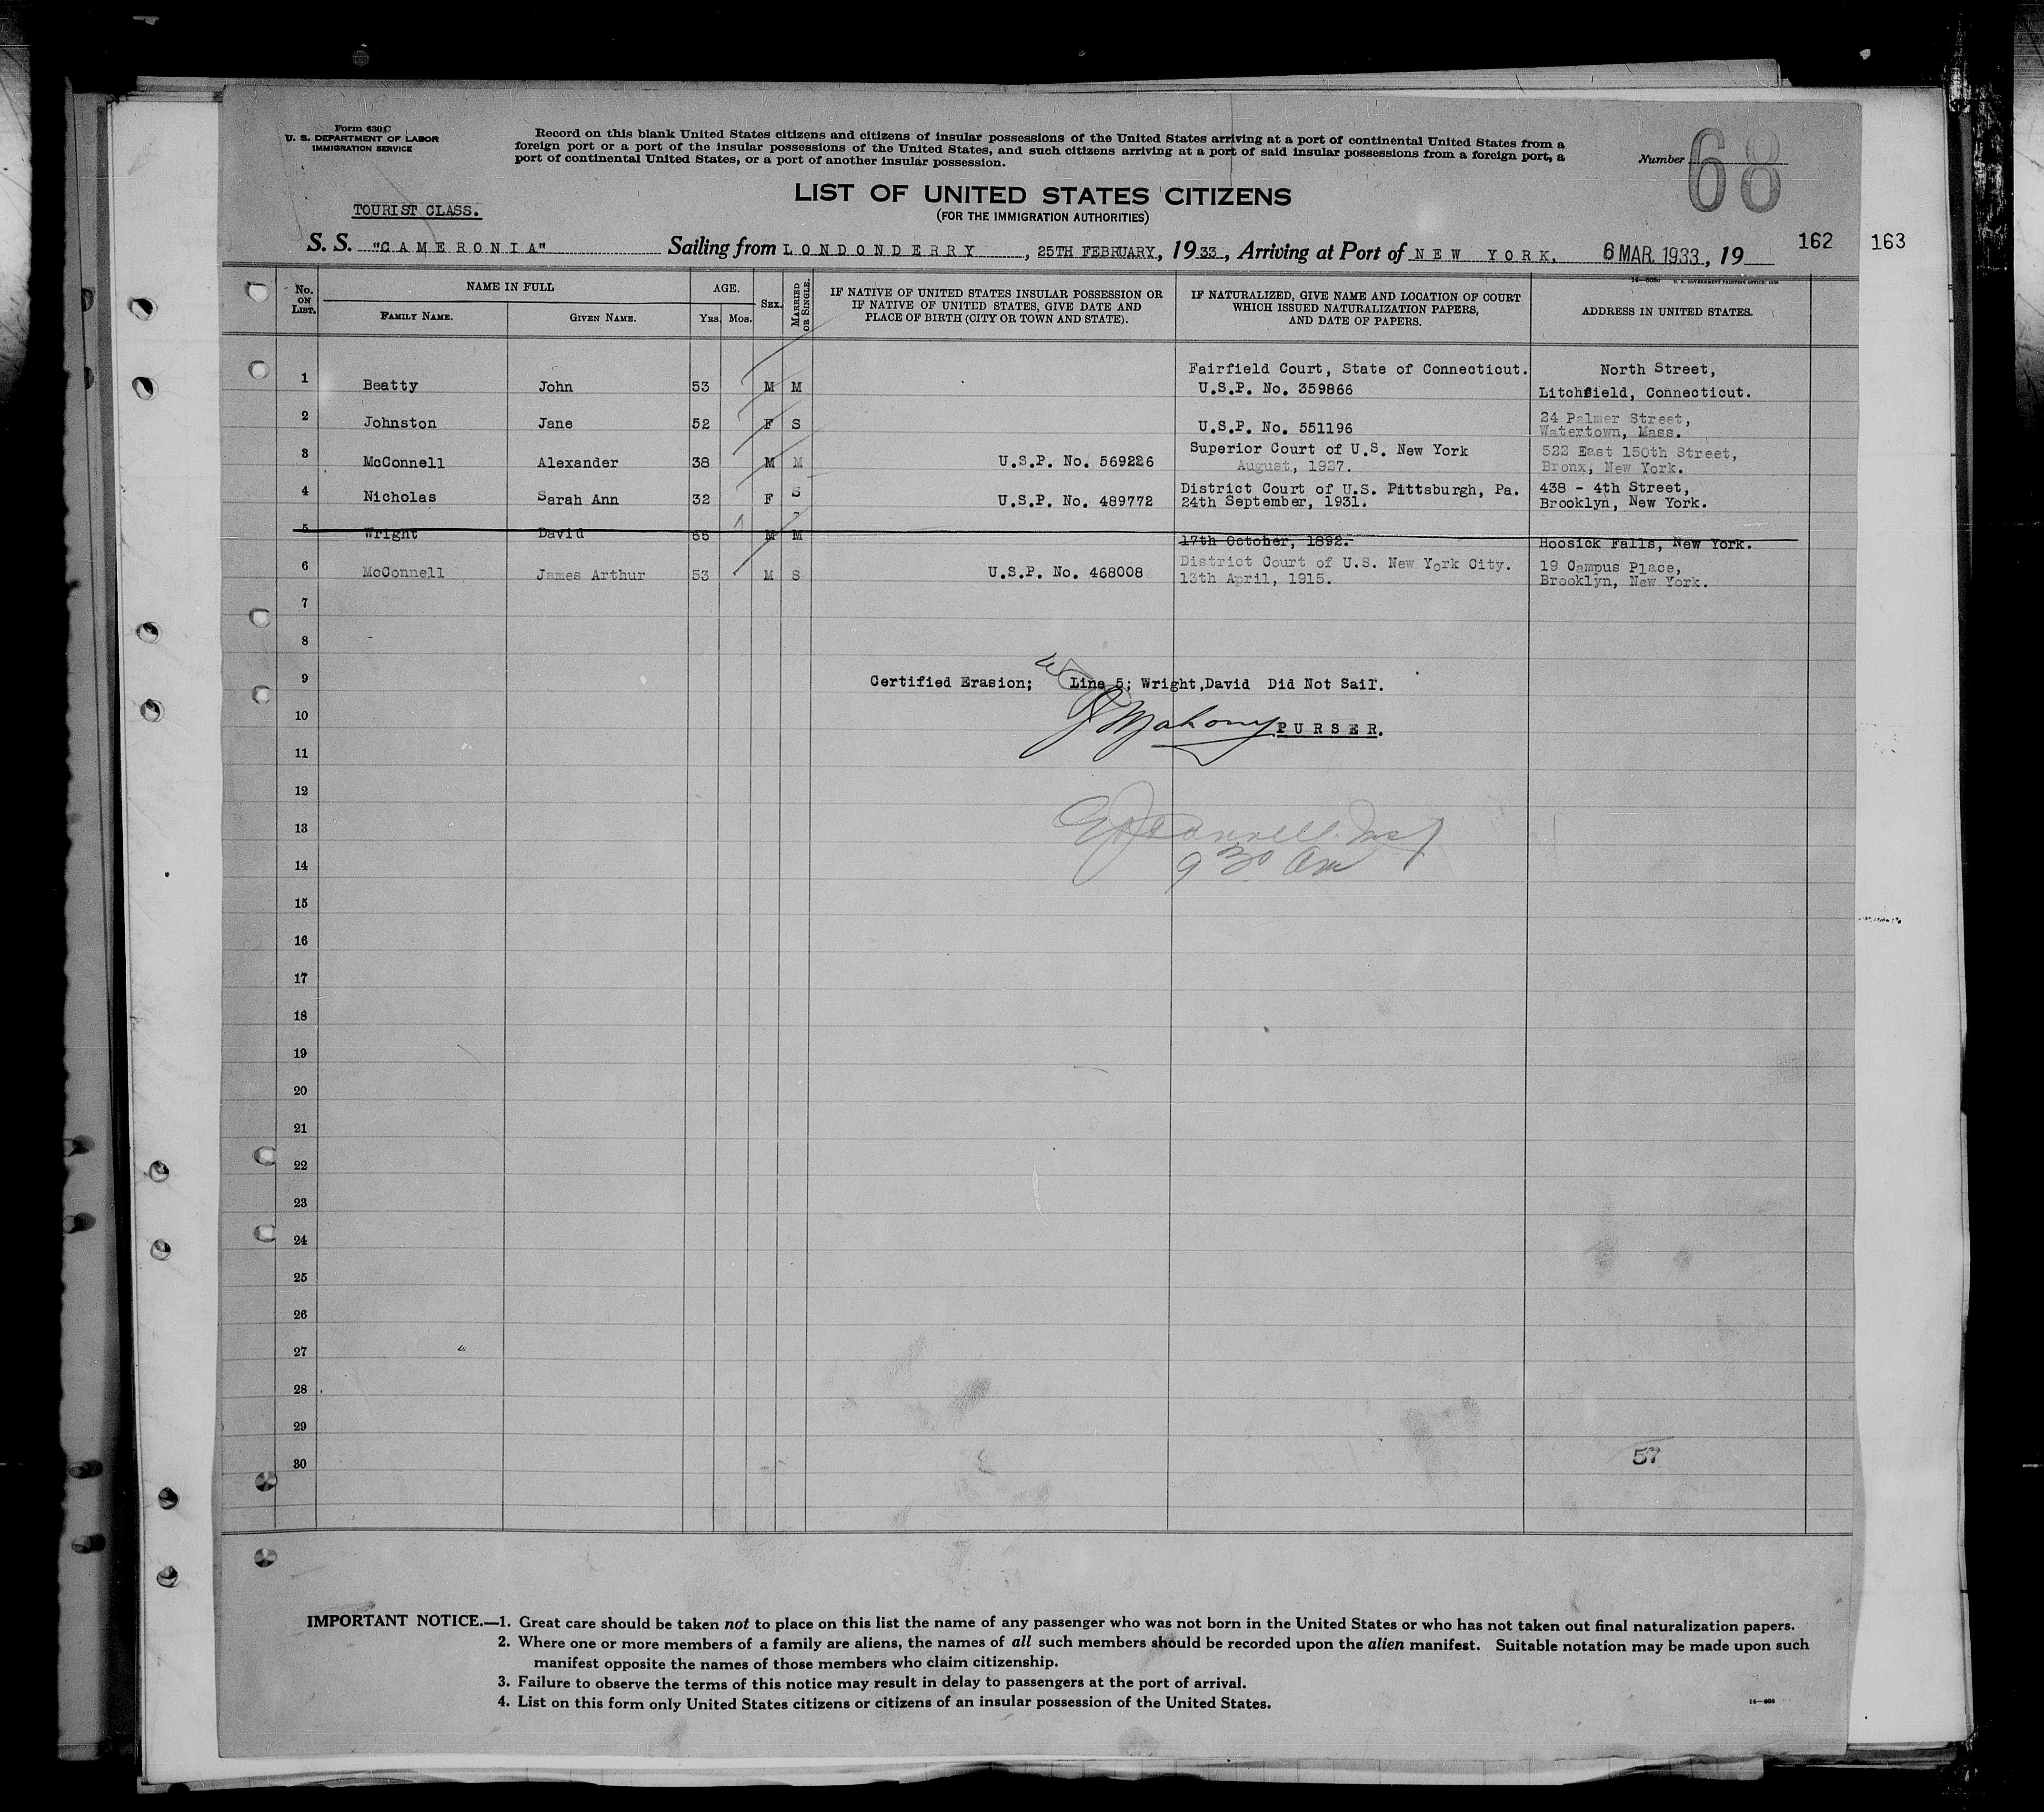 Form 630C
U. S. DEPARTMENT OF LABOR
IMMIGRATION SERVICE
Record on this blank United States citizens and citizens of insular possessions of the United States arriving at a port of continental United States from a
foreign port or a port of the insular possessions of the United States, and such citizens arriving at a port of said insular possessions from a foreign port, a
port of continental United States, or a port of another insular possession.
Number 68
LIST OF UNITED STATES CITIZENS
(FOR THE IMMIGRATION AUTHORITIES)
TOURIST CLASS.
S. S. "CAMERONIA" Sailing from LONDONDERRY, 25TH FEBRUARY, 1933, Arriving at Port of NEW YORK. 6 MAR. 1933, 19 162 163
No. ON LIST. NAME IN FULL AGE. SEX. MARRIED OR SINGLE. IF NATIVE OF UNITED STATES INSULAR POSSESSION OR IF NATIVE OF UNITED STATES, GIVE DATE AND PLACE OF BIRTH (CITY OR TOWN AND STATE). IF NATURALIZED, GIVE NAME AND LOCATION OF COURT WHICH ISSUED NATURALIZATION PAPERS, AND DATE OF PAPERS. ADDRESS IN UNITED STATES.
FAMILY NAME. GIVEN NAME. YRS. MOS.
Fairfield Court, State of Connecticut. North Street,
1 Beatty John 53 M M U.S.P. No. 359866 Litchfield, Connecticut.
24 Palmer Street,
2 Johnston Jane 52 F S U.S.P. No. 551196 Watertown, Mass.
Superior Court of U.S. New York 522 East 150th Street,
3 McConnell Alexander 38 M M U.S.P. No. 569226 August, 1927. Bronx, New York.
District Court of U.S. Pittsburgh, Pa. 438 - 4th Street,
4 Nicholas Sarah Ann 32 F S U.S.P. No. 489772 24th September, 1931. Brooklyn, New York.
5 Wright David M M 17th October, 1892. Hoosick Falls, New York.
District Court of U.S. New York City. 19 Campus Place,
6 McConnell James Arthur 53 M S U.S.P. No. 468008 13th April, 1915. Brooklyn, New York.
7
8
9 Certified Erasion; Line 5; Wright,David Did Not Sail.
10 Mahony PURSER.
11
12
13
14 9 30 am
15
16
17
18
19
20
21
22
23
24
25
26
27
28
29
30 57
IMPORTANT NOTICE.—1. Great care should be taken not to place on this list the name of any passenger who was not born in the United States or who has not taken out final naturalization papers.
2. Where one or more members of a family are aliens, the names of all such members should be recorded upon the alien manifest. Suitable notation may be made upon such
manifest opposite the names of those members who claim citizenship.
3. Failure to observe the terms of this notice may result in delay to passengers at the port of arrival.
4. List on this form only United States citizens or citizens of an insular possession of the United States.